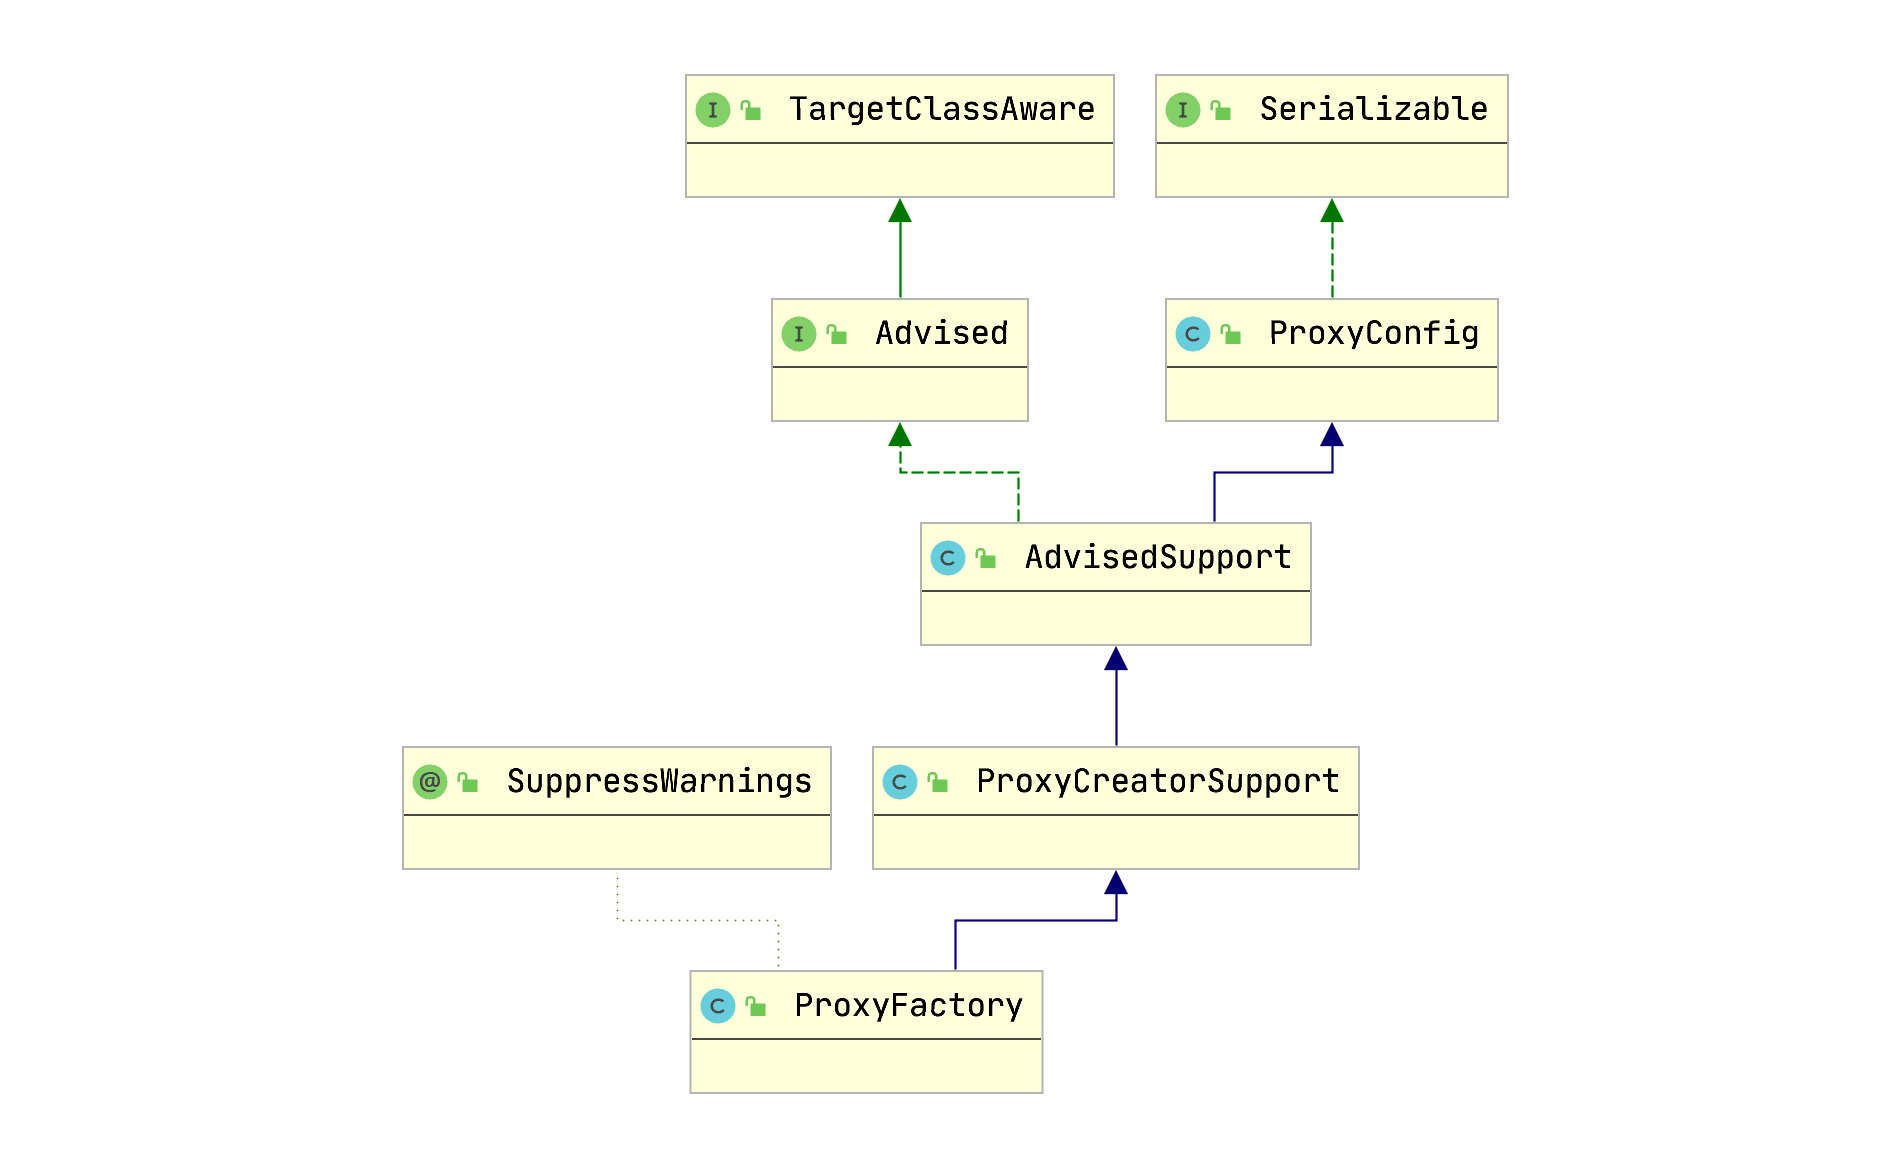 I TargetClassAware
I Serializable
I Advised
C ProxyConfig
C AdvisedSupport
@ SuppressWarnings
C ProxyCreatorSupport
C ProxyFactory